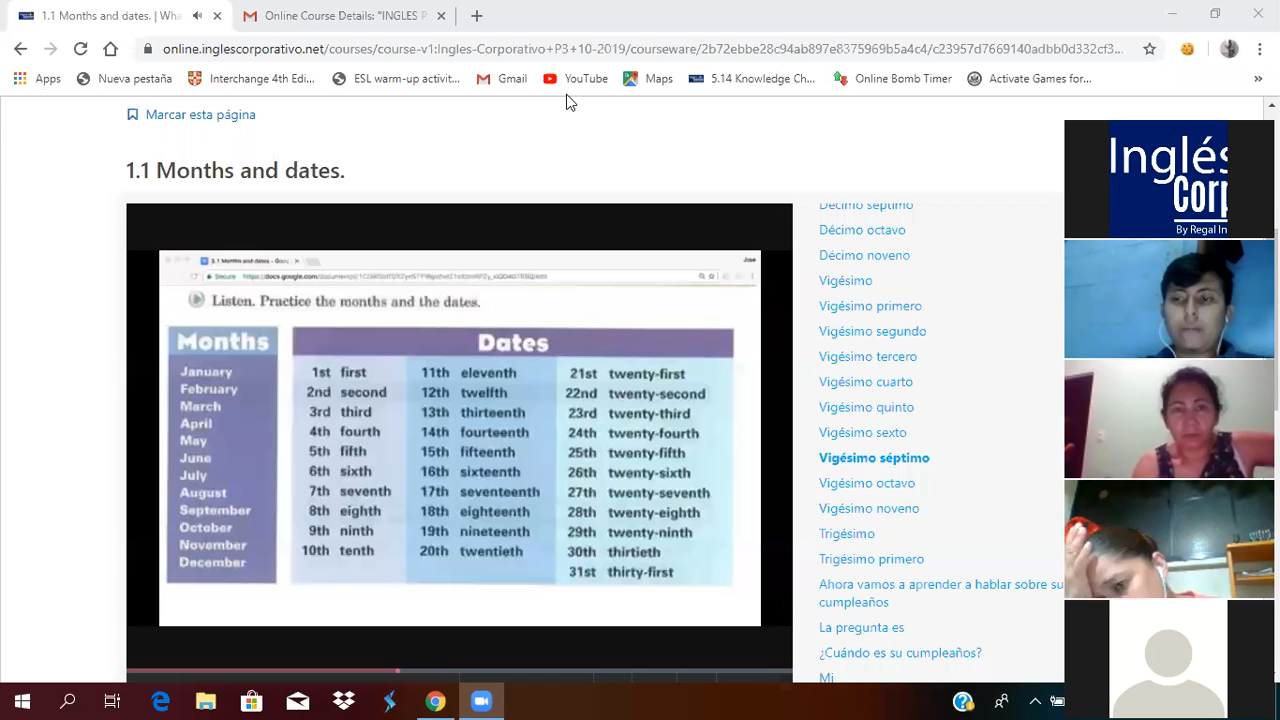 1.1 Months and dates. | Wha
Online Course Details: "INGLES P
online.inglescorporativo.net/courses/course-v1:Ingles-Corporativo+P3+10-2019/courseware/2b72ebbe28c94ab897e8375969b5a4c4/c23957d7669140adbb0d332cf3...
Apps
Nueva pestaña
Interchange 4th Edi...
ESL warm-up activit...
Gmail
YouTube
Maps
5.14 Knowledge Ch...
Online Bomb Timer
Activate Games for...
»
Marcar esta página
1.1 Months and dates.
Listen. Practice the months and the dates.
Months
January
February
March
April
May
June
July
August
September
October
November
December
Dates
1st first
2nd second
3rd third
4th fourth
5th fifth
6th sixth
7th seventh
8th eighth
9th ninth
10th tenth
11th eleventh
12th twelfth
13th thirteenth
14th fourteenth
15th fifteenth
16th sixteenth
17th seventeenth
18th eighteenth
19th nineteenth
20th twentieth
21st twenty-first
22nd twenty-second
23rd twenty-third
24th twenty-fourth
25th twenty-fifth
26th twenty-sixth
27th twenty-seventh
28th twenty-eighth
29th twenty-ninth
30th thirtieth
31st thirty-first
Décimo séptimo
Décimo octavo
Décimo noveno
Vigésimo
Vigésimo primero
Vigésimo segundo
Vigésimo tercero
Vigésimo cuarto
Vigésimo quinto
Vigésimo sexto
Vigésimo séptimo
Vigésimo octavo
Vigésimo noveno
Trigésimo
Trigésimo primero
Ahora vamos a aprender a hablar sobre su
cumpleaños
La pregunta es
¿Cuándo es su cumpleaños?
Mi
Inglés
Corp
By Regal In